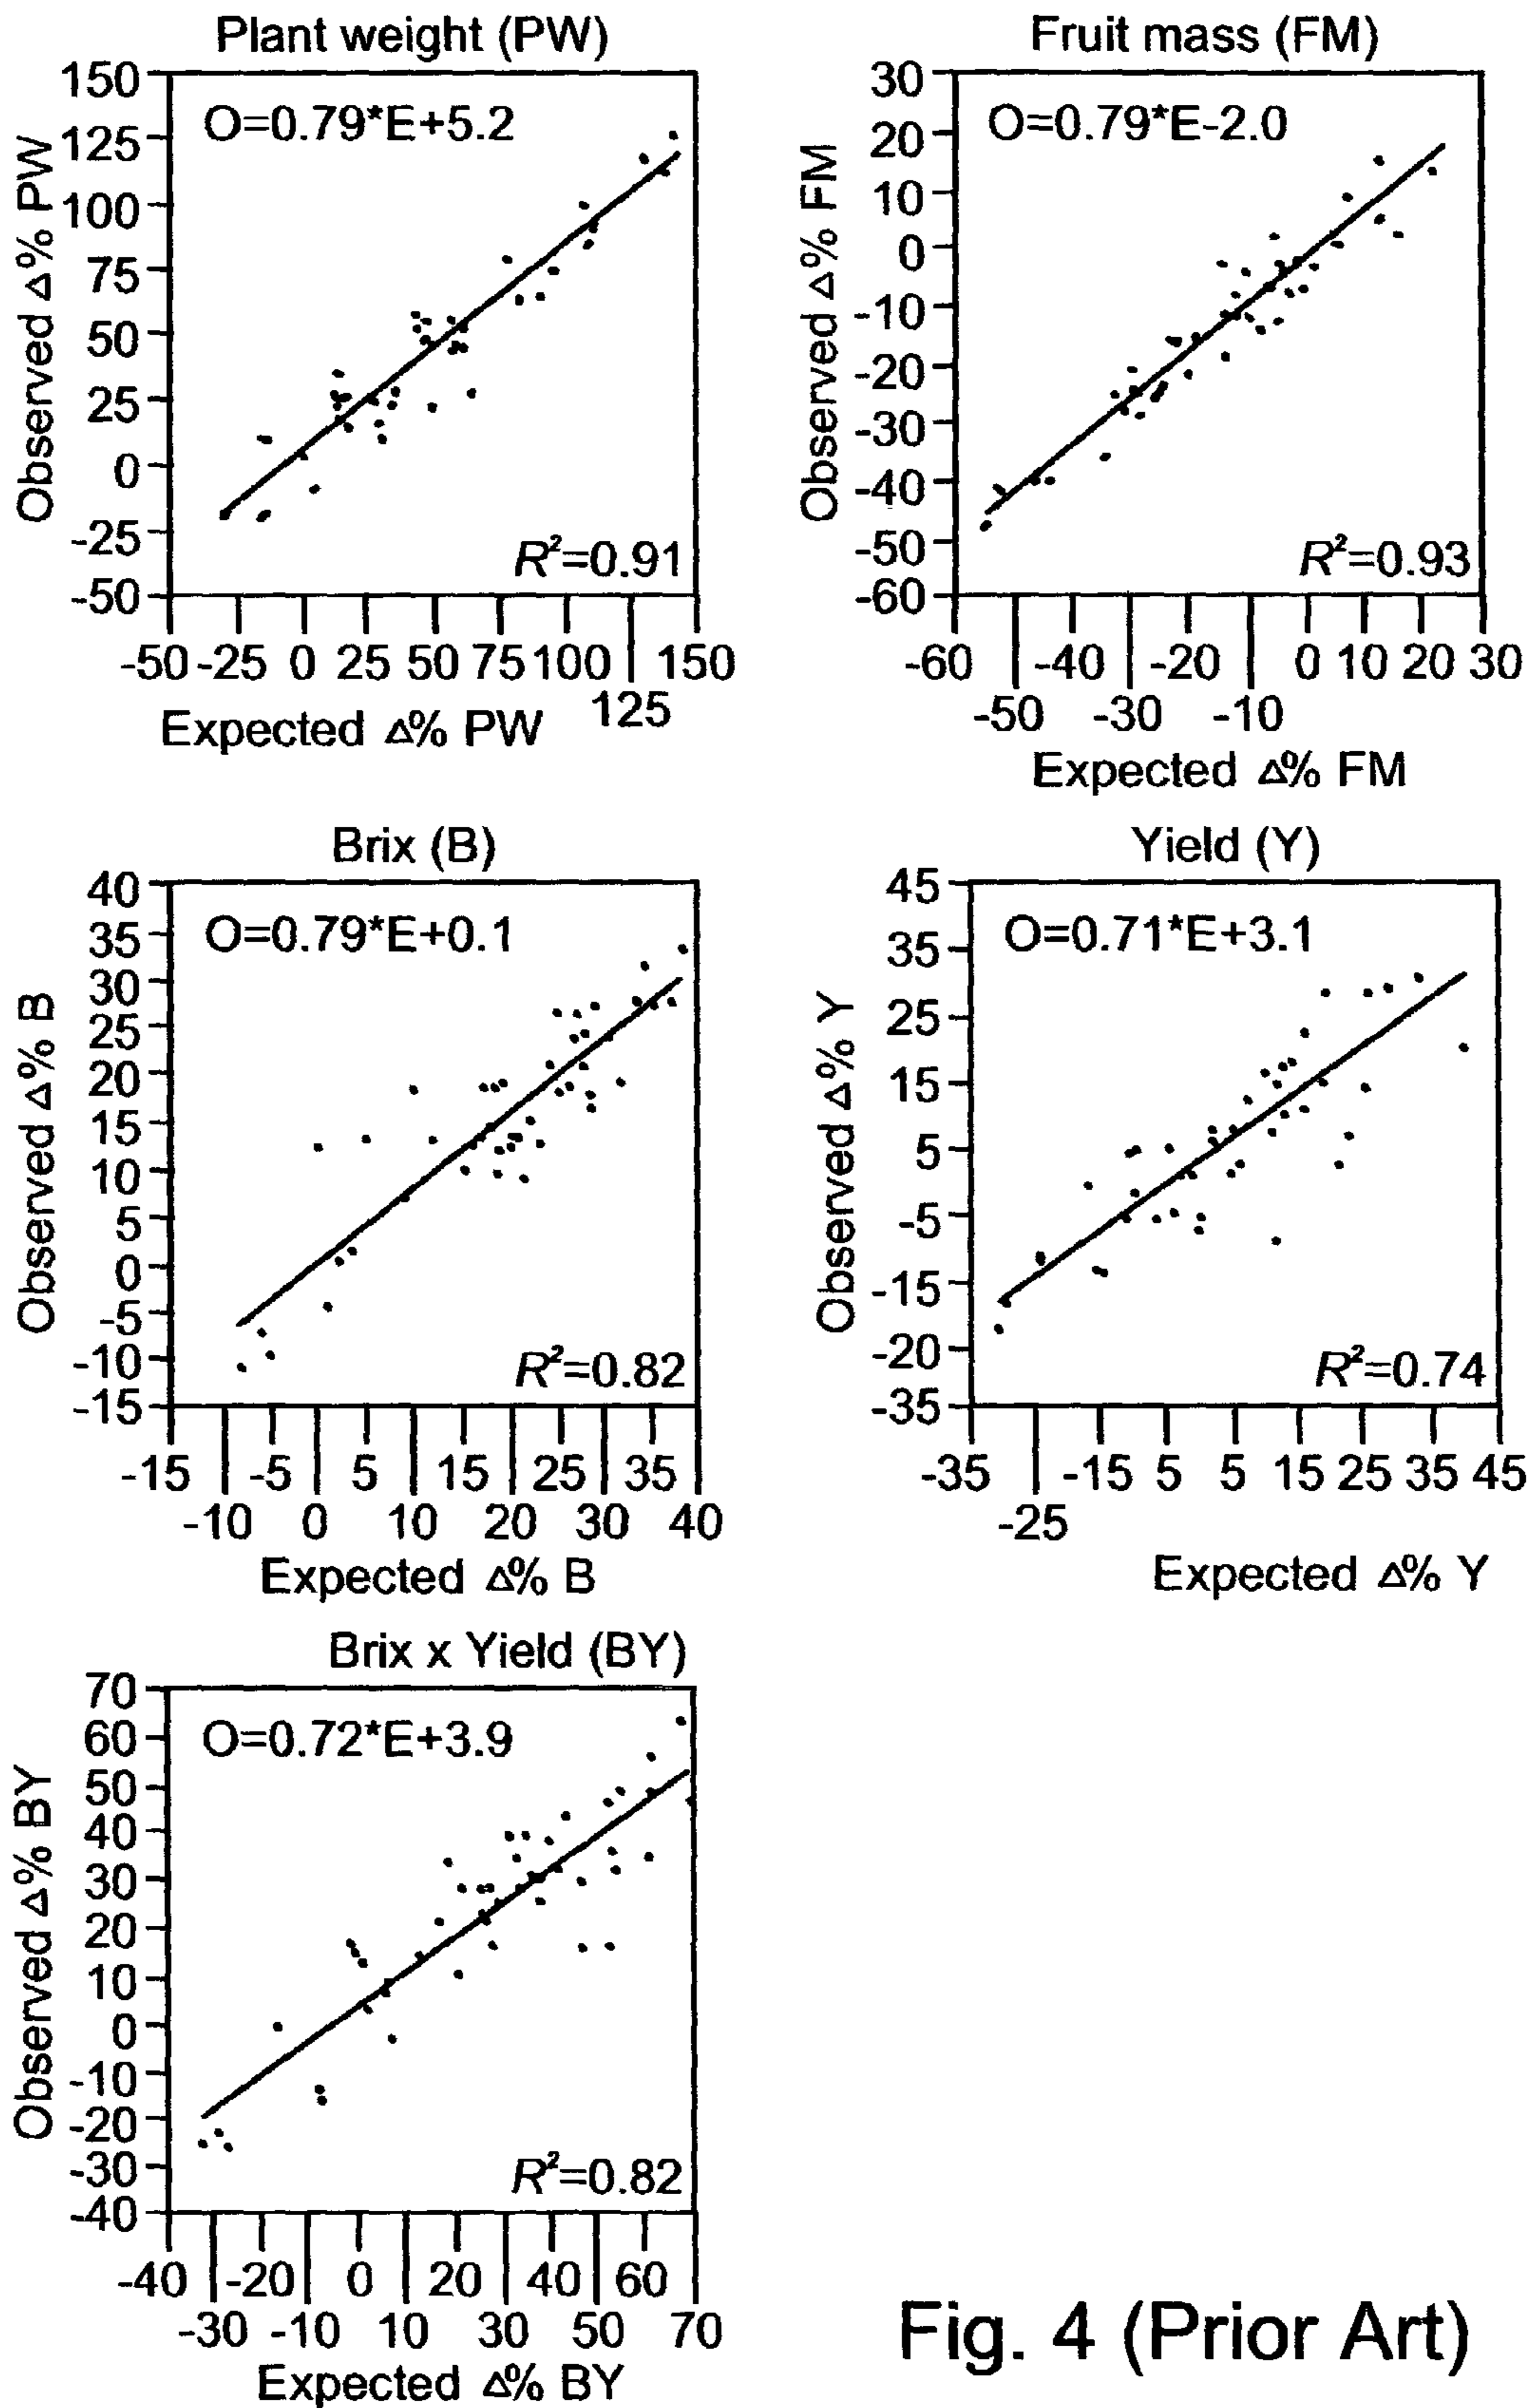 Plant weight (PW)
O=0.79*E+5.2
150
125
100
75
50
25
0
-25
-50
Observed Δ% PW
R²=0.91
-50 -25 0 25 50 75 100 150
125
Expected Δ% PW
Fruit mass (FM)
O=0.79*E-2.0
30
20
10
0
-10
-20
-30
-40
-50
-60
Observed Δ% FM
R²=0.93
-60 -40 -20 0 10 20 30
-50 -30 -10
Expected Δ% FM
Brix (B)
O=0.79*E+0.1
40
35
30
25
20
15
10
5
0
-5
-10
-15
Observed Δ% B
R²=0.82
-15 -5 5 15 25 35
-10 0 10 20 30 40
Expected Δ% B
Yield (Y)
O=0.71*E+3.1
45
35
25
15
5
-5
-15
-20
-35
Observed Δ% Y
R²=0.74
-35 -15 5 5 15 25 35 45
-25
Expected Δ% Y
Brix x Yield (BY)
O=0.72*E+3.9
70
60
50
40
30
20
10
0
-10
-20
-30
-40
Observed Δ% BY
R²=0.82
-40 -20 0 20 40 60
-30 -10 10 30 50 70
Expected Δ% BY
Fig. 4 (Prior Art)